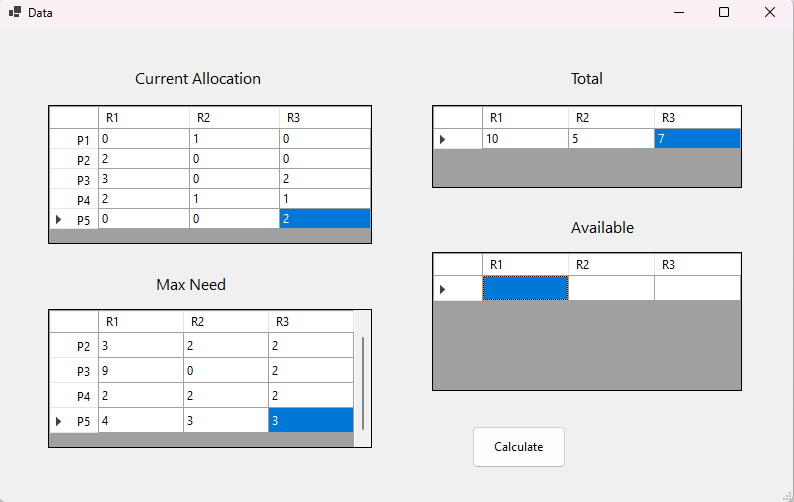 Data
Current Allocation
R1 R2 R3
P1 0 1 0
P2 2 0 0
P3 3 0 2
P4 2 1 1
P5 0 0 2
Max Need
R1 R2 R3
P2 3 2 2
P3 9 0 2
P4 2 2 2
P5 4 3 3
Total
R1 R2 R3
10 5 7
Available
R1 R2 R3
Calculate